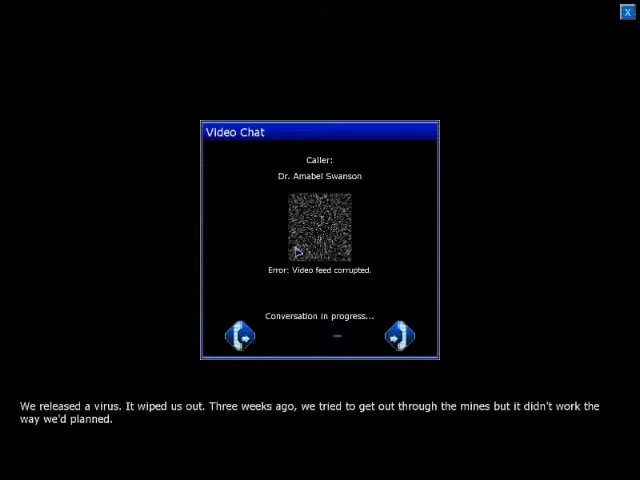 X
Video Chat
Caller:
Dr. Amabel Swanson
Error: Video feed corrupted.
Conversation in progress...
We released a virus. It wiped us out. Three weeks ago, we tried to get out through the mines but it didn't work the
way we'd planned.